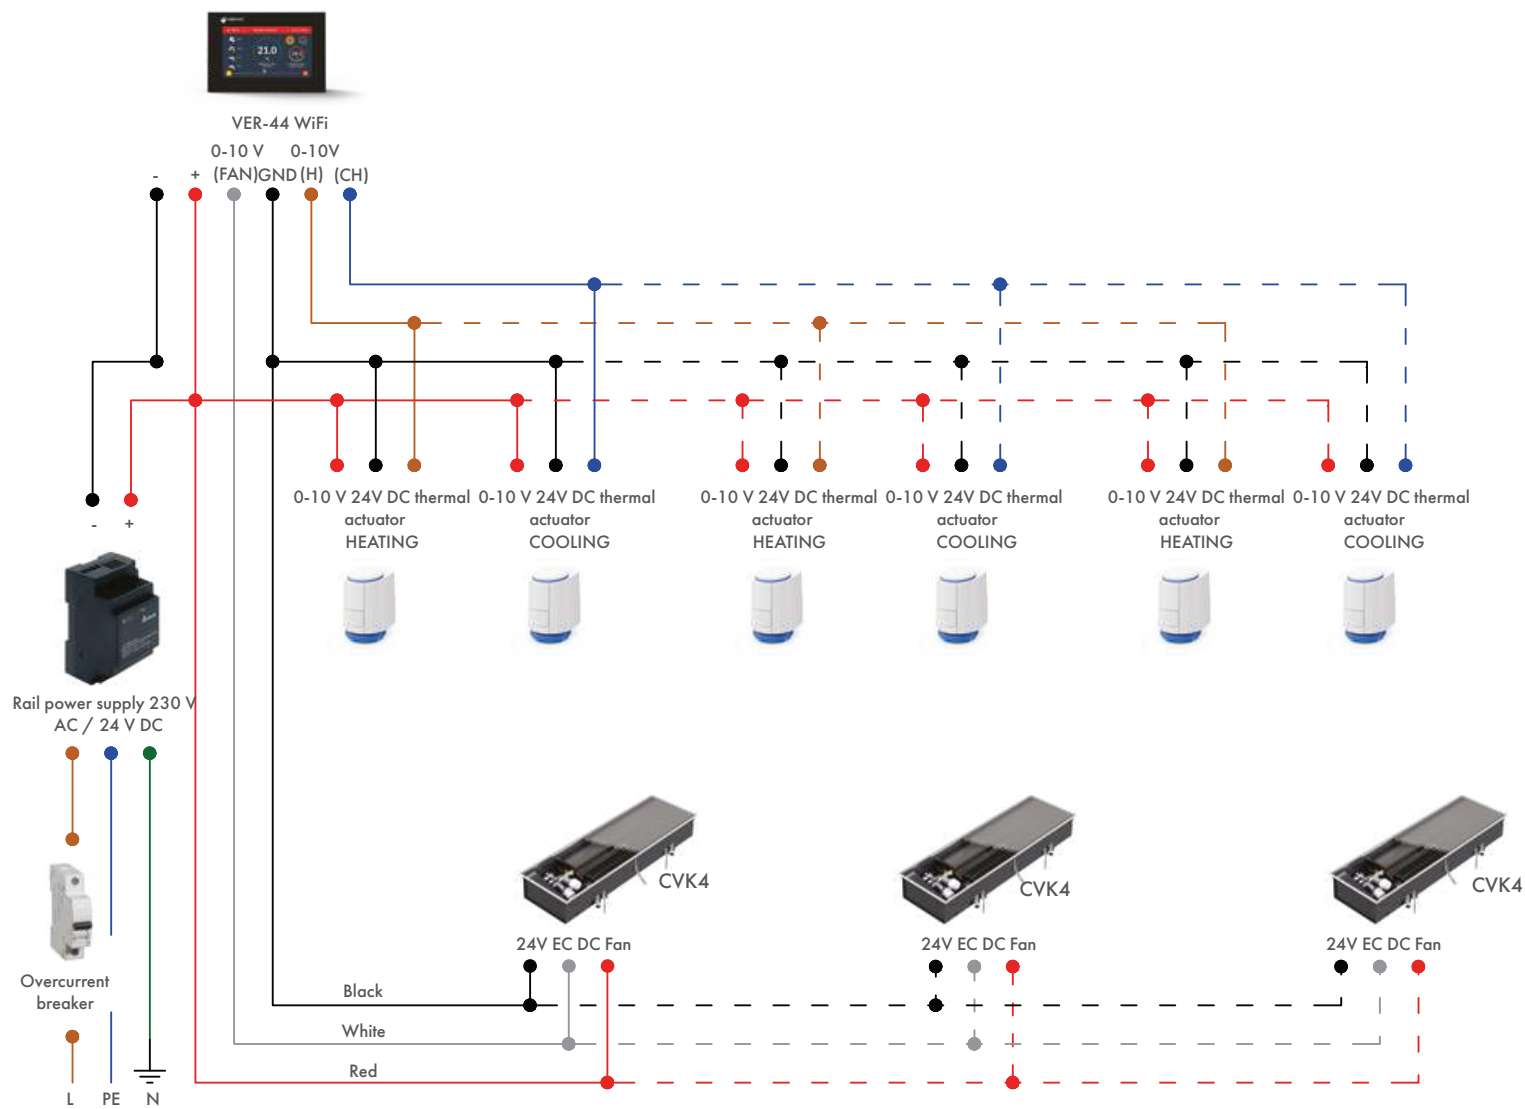 21.0
VER-44 WiFi
0-10 V 0-10V
- + (FAN) GND (H) (CH)
0-10 V 24V DC thermal
actuator
HEATING
0-10 V 24V DC thermal
actuator
COOLING
0-10 V 24V DC thermal
actuator
HEATING
0-10 V 24V DC thermal
actuator
COOLING
0-10 V 24V DC thermal
actuator
HEATING
0-10 V 24V DC thermal
actuator
COOLING
- +
Rail power supply 230 V
AC / 24 V DC
CVK4
CVK4
CVK4
24V EC DC Fan
24V EC DC Fan
24V EC DC Fan
Overcurrent
breaker
Black
White
Red
L PE N